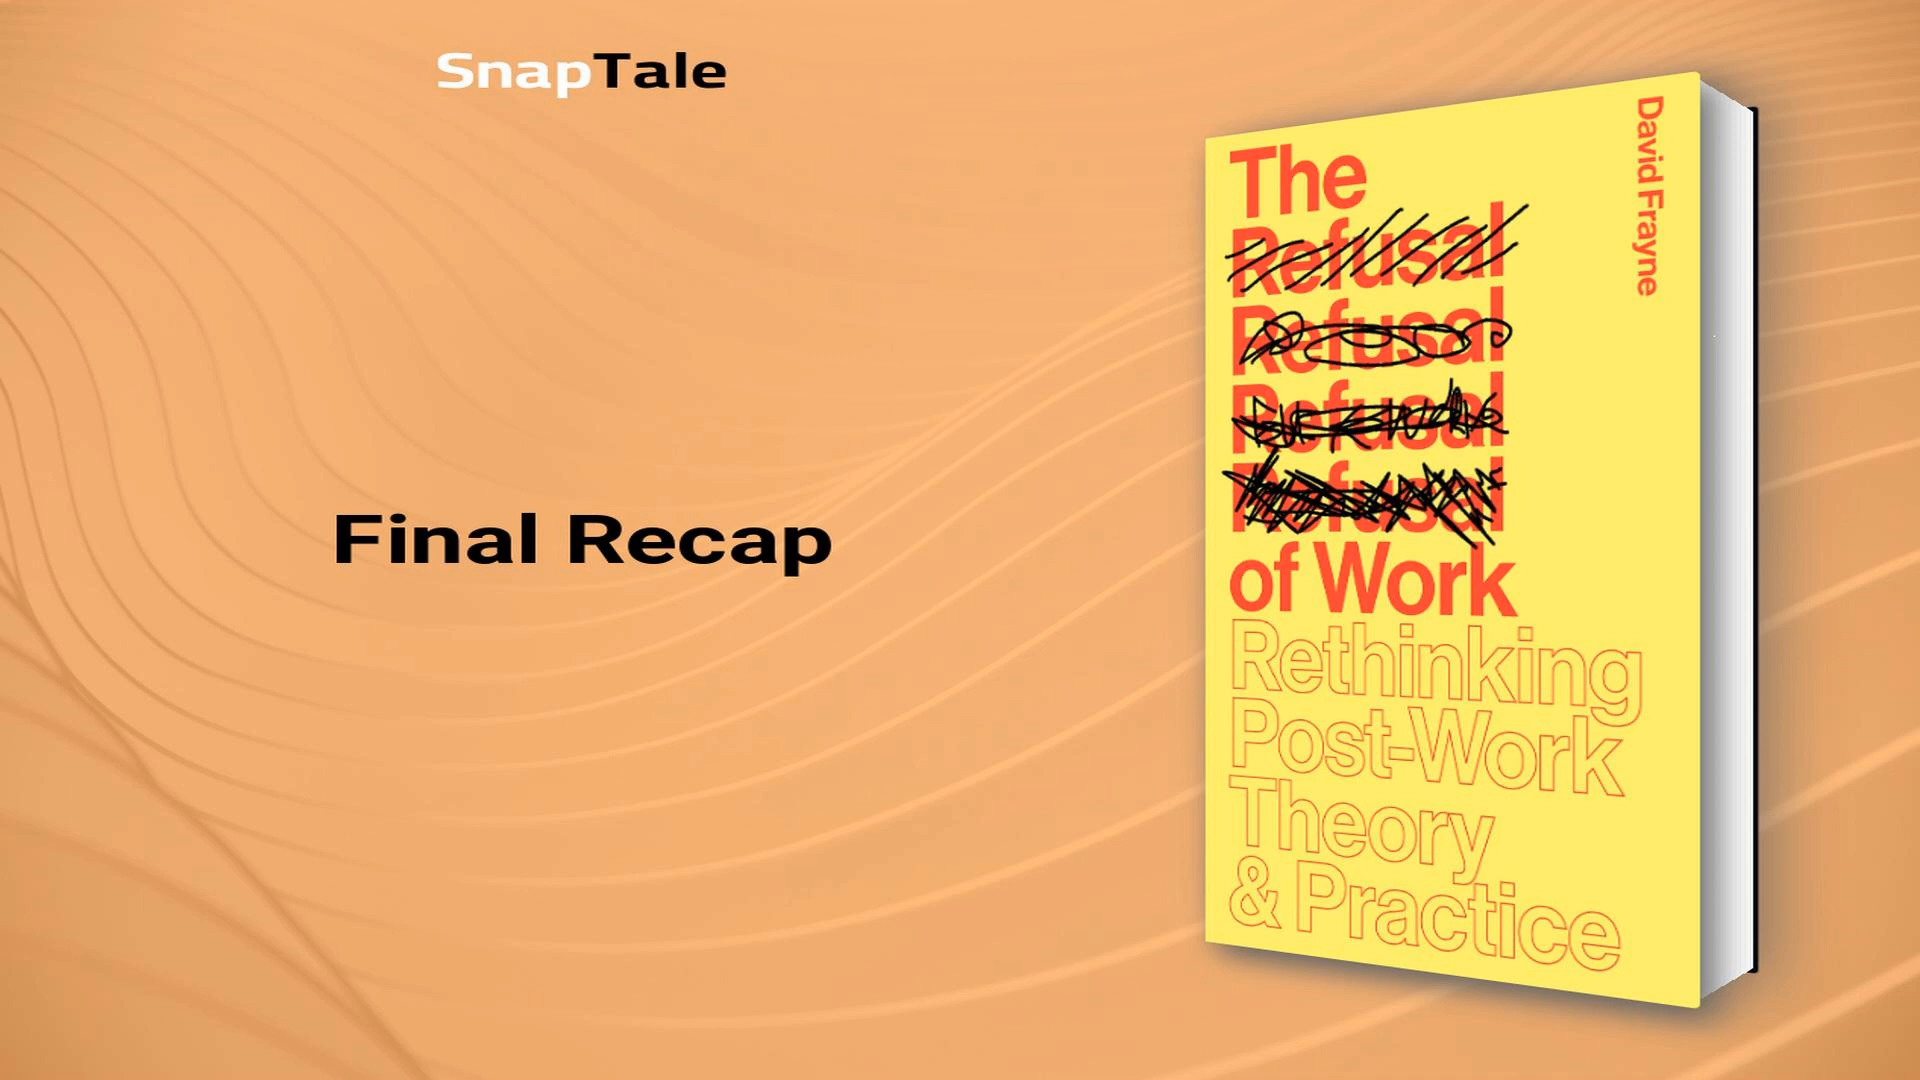 SnapTale
Final Recap
The
Refusal
Refusal
Refusal
Refusal
of Work
Rethinking
Post-Work
Theory
& Practice
David Frayne